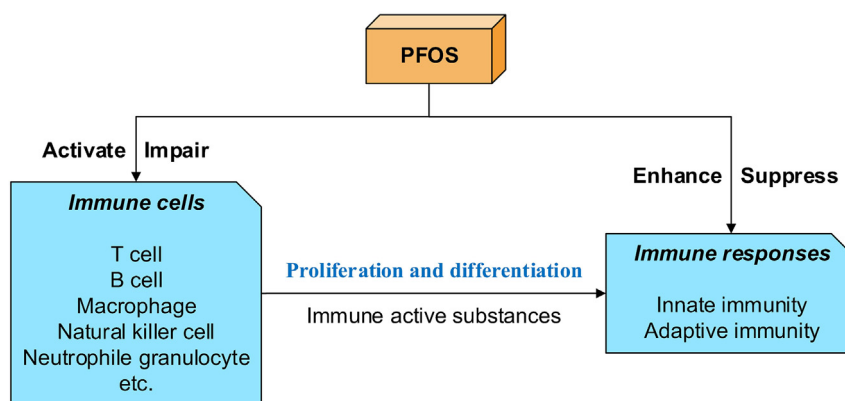 PFOS
Activate Impair
Enhance Suppress
Immune cells
T cell
B cell
Macrophage
Natural killer cell
Neutrophile granulocyte
etc.
Proliferation and differentiation
Immune active substances
Immune responses
Innate immunity
Adaptive immunity